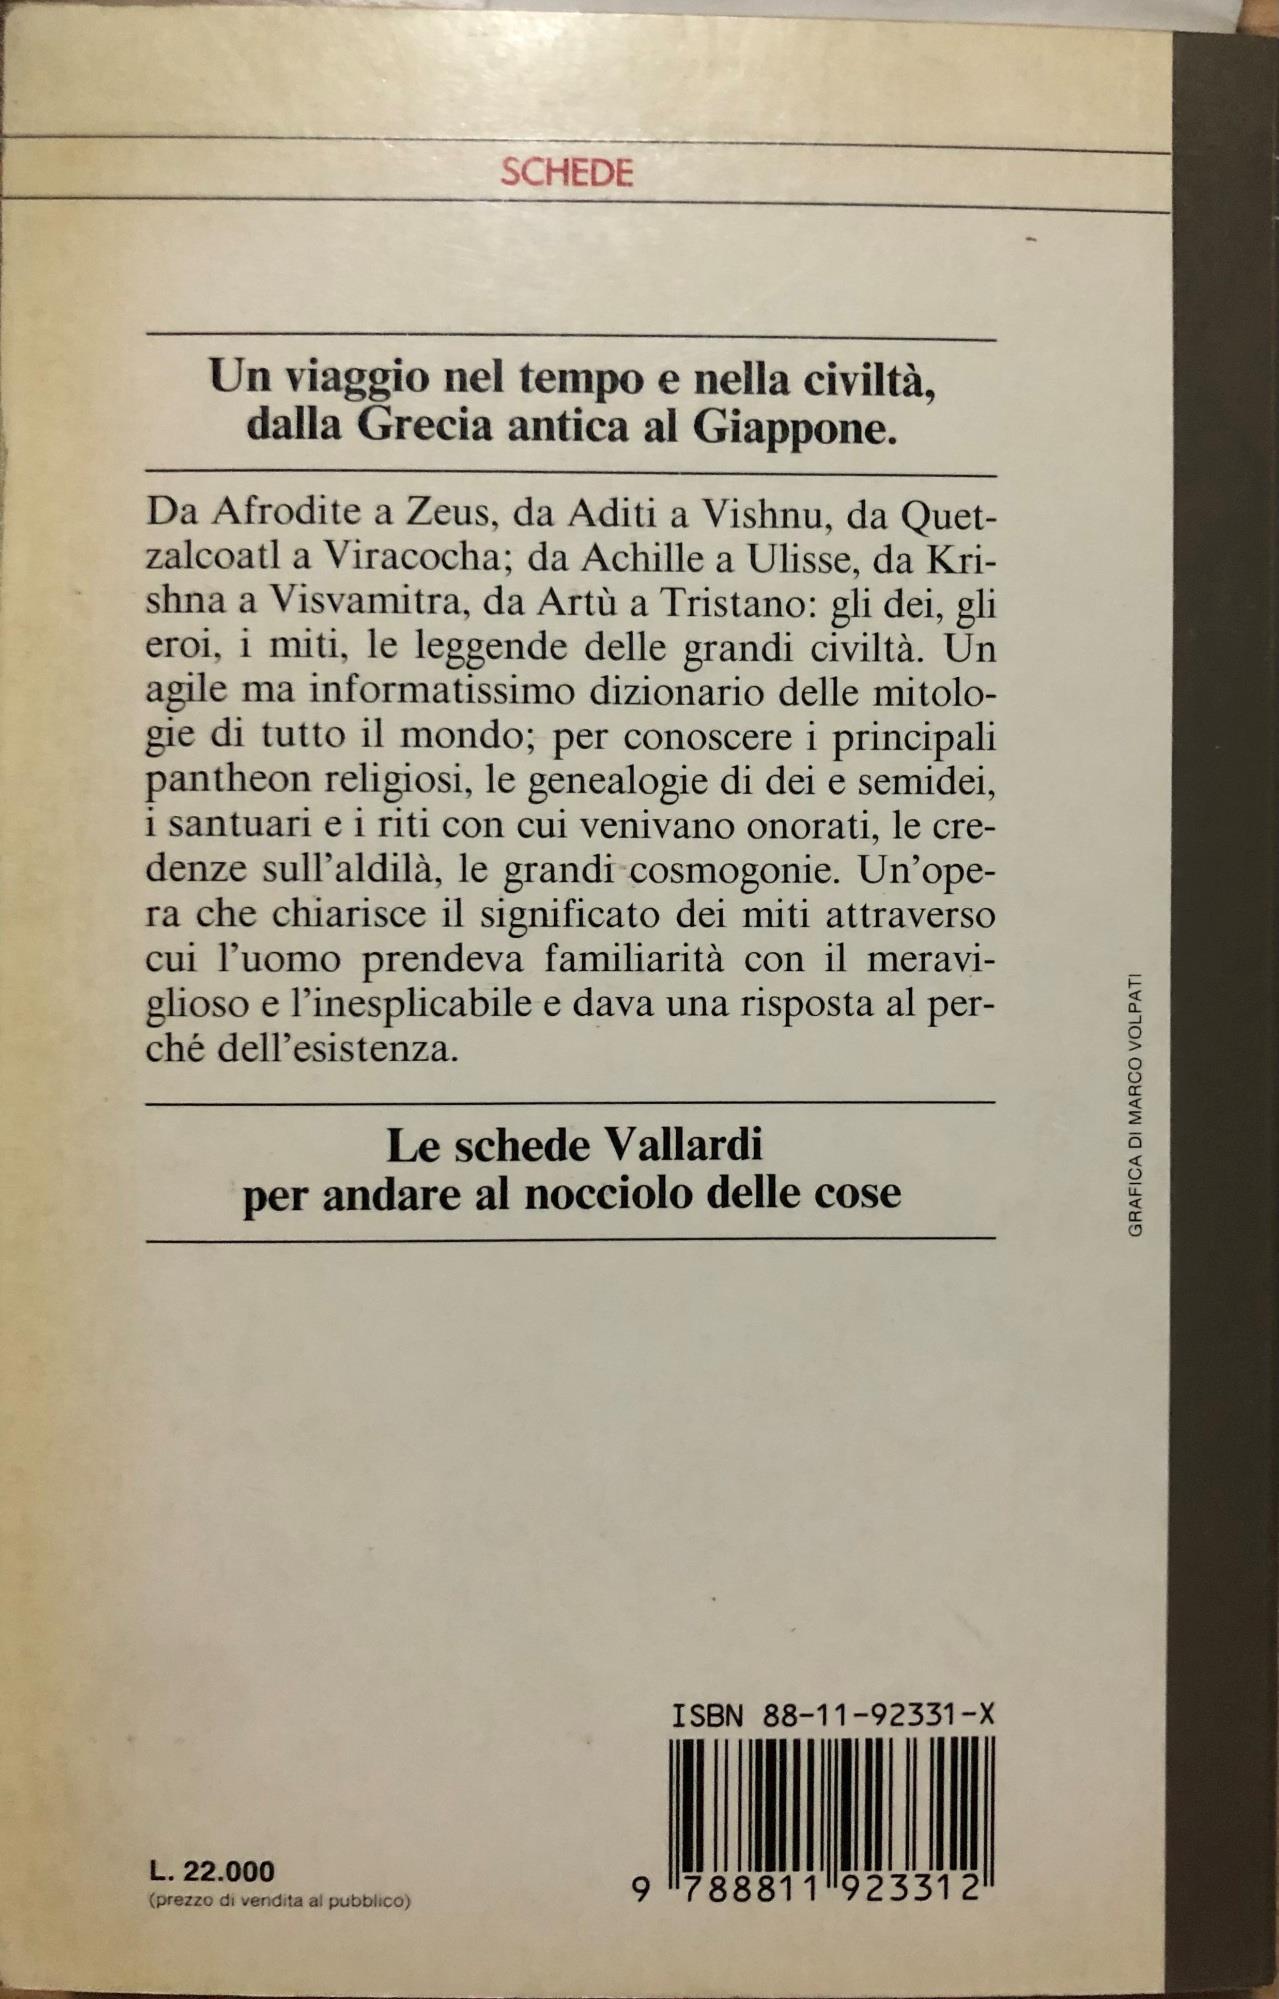 SCHEDE
Un viaggio nel tempo e nella civiltà,
dalla Grecia antica al Giappone.
Da Afrodite a Zeus, da Aditi a Vishnu, da Quet-
zalcoatl a Viracocha; da Achille a Ulisse, da Kri-
shna a Visvamitra, da Artù a Tristano: gli dei, gli
eroi, i miti, le leggende delle grandi civiltà. Un
agile ma informatissimo dizionario delle mitolo-
gie di tutto il mondo; per conoscere i principali
pantheon religiosi, le genealogie di dei e semidei,
i santuari e i riti con cui venivano onorati, le cre-
denze sull'aldilà, le grandi cosmogonie. Un'ope-
ra che chiarisce il significato dei miti attraverso
cui l'uomo prendeva familiarità con il meravi-
glioso e l'inesplicabile e dava una risposta al per-
ché dell'esistenza.
Le schede Vallardi
per andare al nocciolo delle cose
GRAFICA DI MARCO VOLPATI
ISBN 88-11-92331-X
9 788811 923312
L. 22.000
(prezzo di vendita al pubblico)